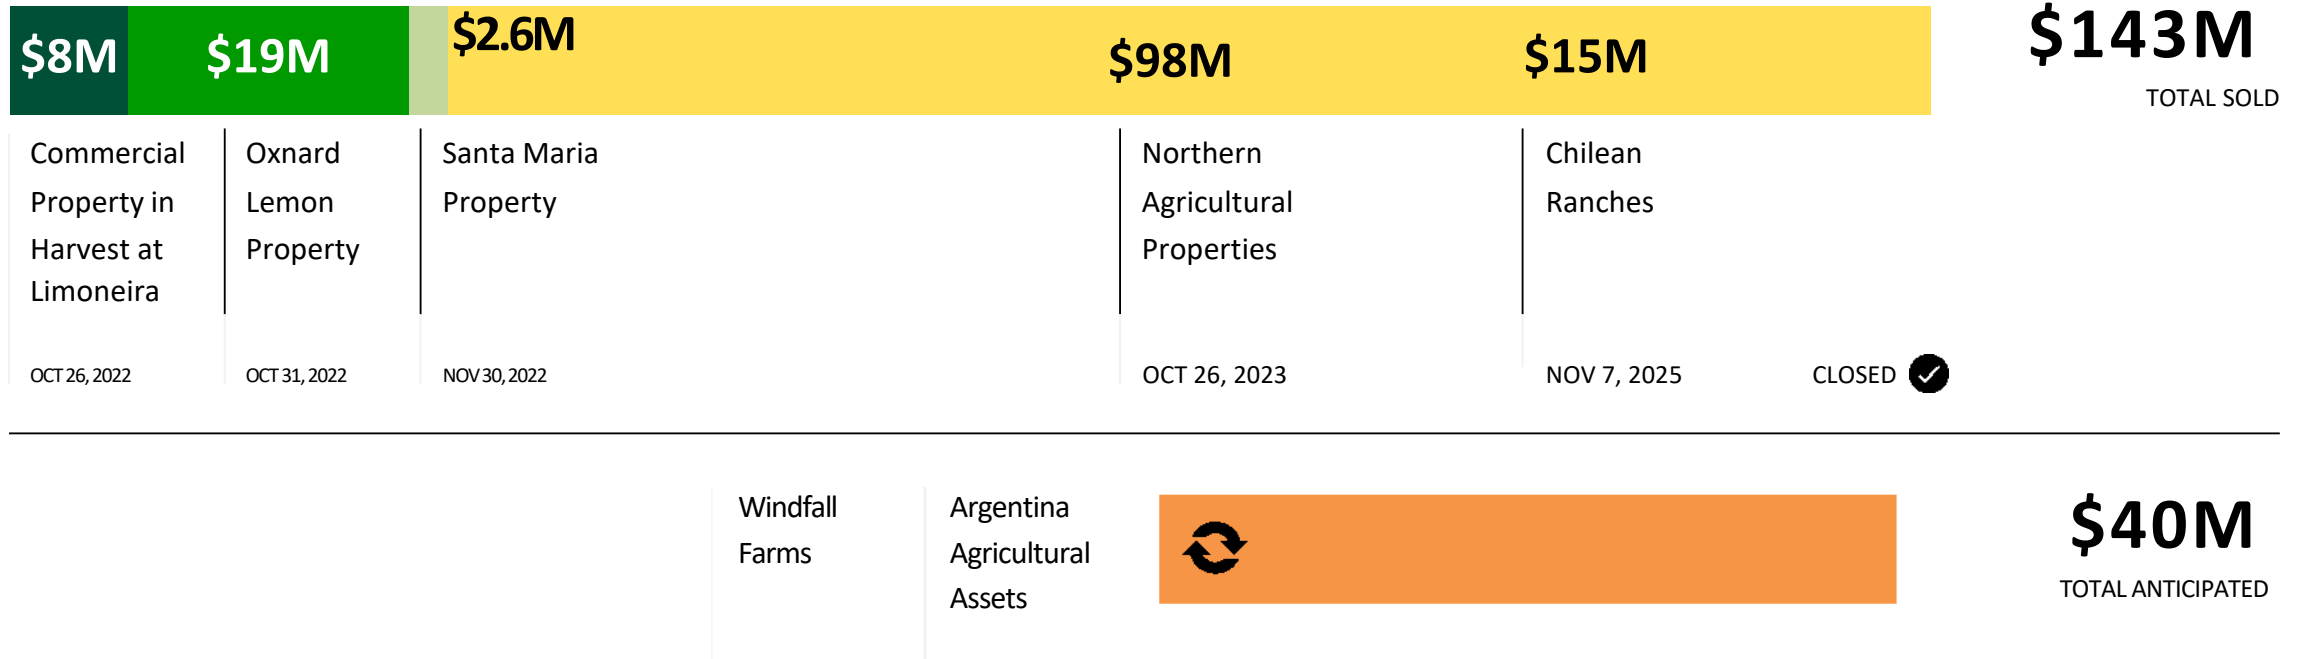 $8M $19M $2.6M $98M $15M $143M
TOTAL SOLD
Commercial
Property in
Harvest at
Limoneira
OCT 26, 2022
Oxnard
Lemon
Property
OCT 31, 2022
Santa Maria
Property
NOV 30, 2022
Northern
Agricultural
Properties
OCT 26, 2023
Chilean
Ranches
NOV 7, 2025
CLOSED
Windfall
Farms
Argentina
Agricultural
Assets
$40M
TOTAL ANTICIPATED